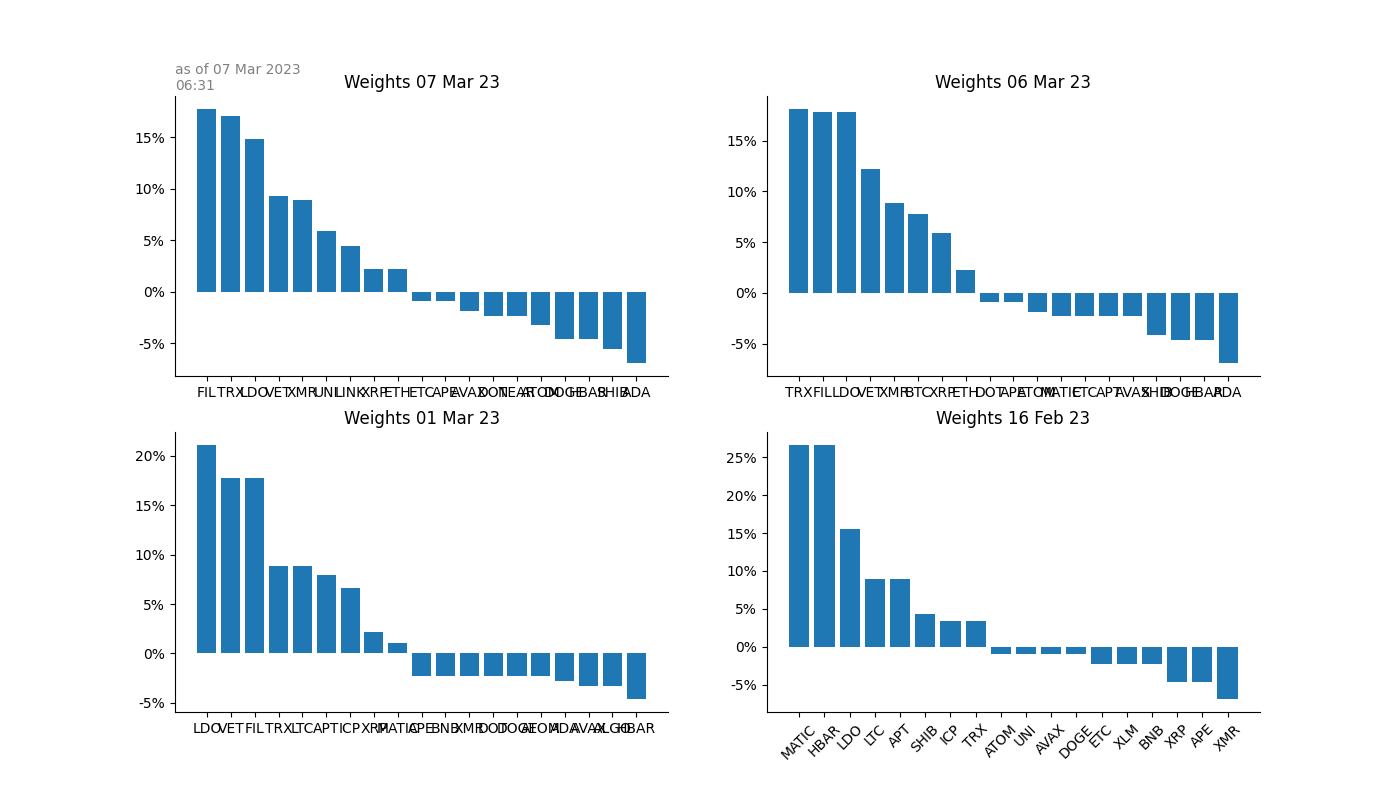 as of 07 Mar 2023
06:31
Weights 07 Mar 23
15%
10%
5%
0%
-5%
FIL TRX LDO VET XMR UNI LINK XRP ETH ETC APE AVAX DOT NEAR ATOM DOGE HBAR SHIB ADA
Weights 06 Mar 23
15%
10%
5%
0%
-5%
TRX FIL LDO VET XMR BTC XRP ETH DOT APE ATOM MATIC ETC APT AVAX SHIB DOGE HBAR ADA
Weights 01 Mar 23
20%
15%
10%
5%
0%
-5%
LDO VET FIL TRX LTC APT ICP XRP MATIC APE BNB XMR DOT DOGE ATOM ADA AVAX ALGO HBAR
Weights 16 Feb 23
25%
20%
15%
10%
5%
0%
-5%
MATIC HBAR LDO LTC APT SHIB ICP TRX ATOM UNI AVAX DOGE ETC XLM BNB XRP APE XMR